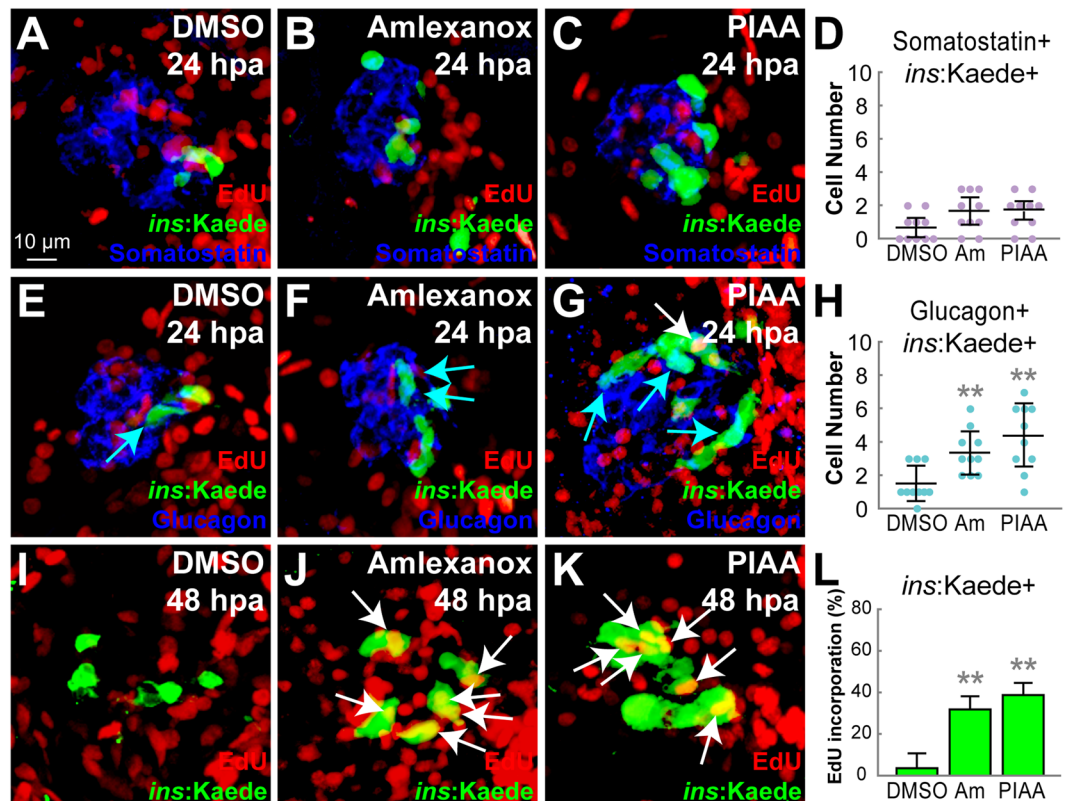 A
DMSO
24 hpa
EdU
ins:Kaede
Somatostatin
10 µm
B
Amlexanox
24 hpa
EdU
ins:Kaede
Somatostatin
C
PIAA
24 hpa
EdU
ins:Kaede
Somatostatin
D
Somatostatin+
ins:Kaede+
Cell Number
10
8
6
4
2
0
DMSO Am PIAA
E
DMSO
24 hpa
EdU
ins:Kaede
Glucagon
F
Amlexanox
24 hpa
EdU
ins:Kaede
Glucagon
G
PIAA
24 hpa
EdU
ins:Kaede
Glucagon
H
Glucagon+
ins:Kaede+
Cell Number
10
8
6
4
2
0
** **
DMSO Am PIAA
I
DMSO
48 hpa
EdU
ins:Kaede
J
Amlexanox
48 hpa
EdU
ins:Kaede
K
PIAA
48 hpa
EdU
ins:Kaede
L
ins:Kaede+
EdU incorporation (%)
80
60
40
20
0
** **
DMSO Am PIAA